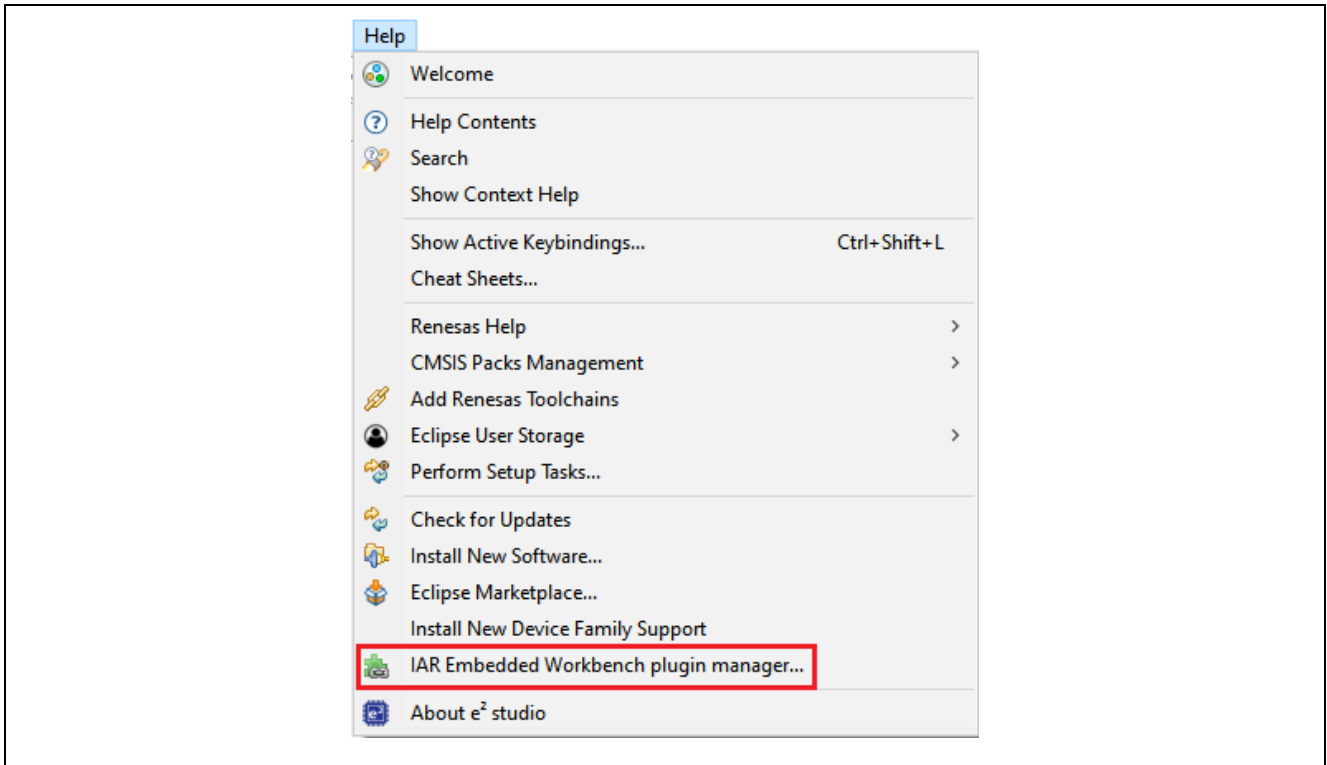 Help
Welcome
Help Contents
Search
Show Context Help
Show Active Keybindings... Ctrl+Shift+L
Cheat Sheets...
Renesas Help
CMSIS Packs Management
Add Renesas Toolchains
Eclipse User Storage
Perform Setup Tasks...
Check for Updates
Install New Software...
Eclipse Marketplace...
Install New Device Family Support
IAR Embedded Workbench plugin manager...
About e² studio